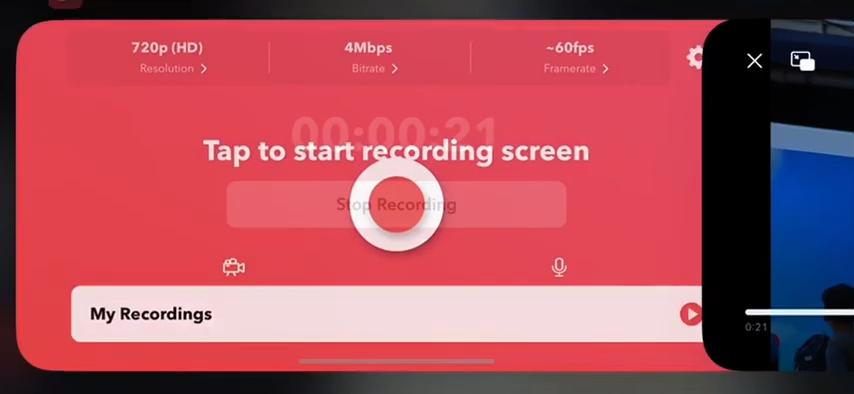 720p (HD)
4Mbps
~60fps
Resolution
Bitrate
Framerate
00:00:21
Tap to start recording screen
Stop Recording
My Recordings
0:21